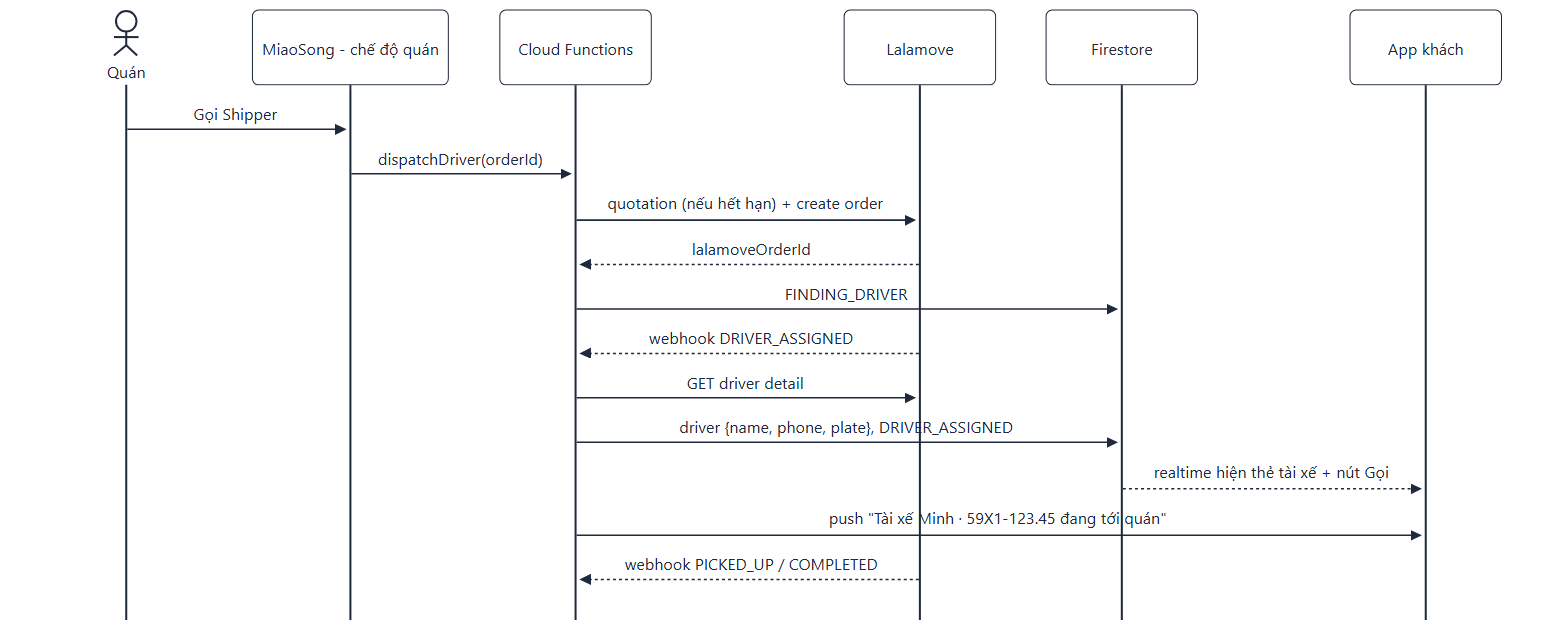 Quán
MiaoSong - chế độ quán
Cloud Functions
Lalamove
Firestore
App khách
Gọi Shipper
dispatchDriver(orderId)
quotation (nếu hết hạn) + create order
lalamoveOrderId
FINDING_DRIVER
webhook DRIVER_ASSIGNED
GET driver detail
driver {name, phone, plate}, DRIVER_ASSIGNED
realtime hiện thẻ tài xế + nút Gọi
push "Tài xế Minh · 59X1-123.45 đang tới quán"
webhook PICKED_UP / COMPLETED